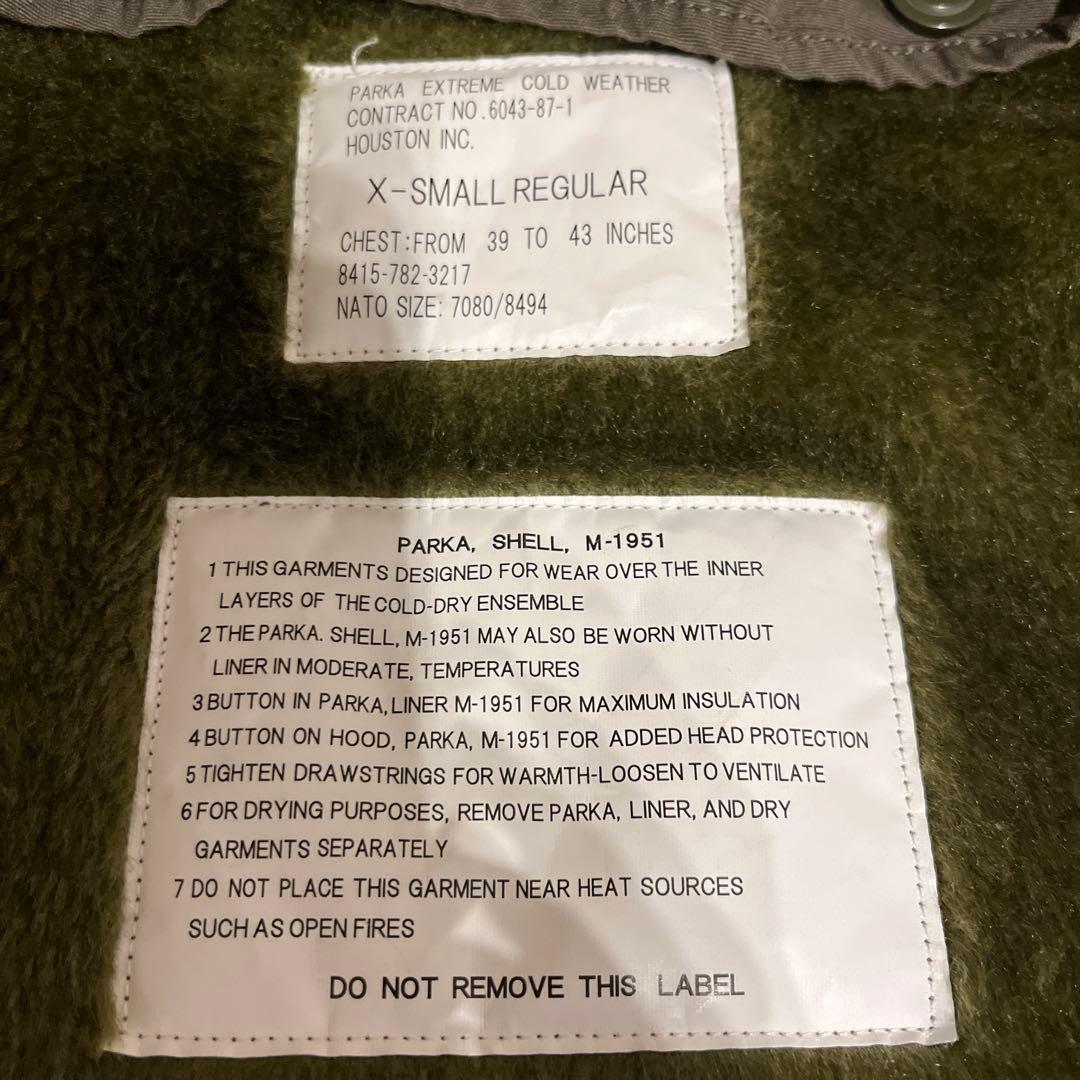 PARKA EXTREME COLD WEATHER
CONTRACT NO.6043-87-1
HOUSTON INC.
X-SMALL REGULAR
CHEST:FROM 39 TO 43 INCHES
8415-782-3217
NATO SIZE: 7080/8494
PARKA, SHELL, M-1951
1 THIS GARMENTS DESIGNED FOR WEAR OVER THE INNER
LAYERS OF THE COLD-DRY ENSEMBLE
2 THE PARKA. SHELL, M-1951 MAY ALSO BE WORN WITHOUT
LINER IN MODERATE, TEMPERATURES
3 BUTTON IN PARKA, LINER M-1951 FOR MAXIMUM INSULATION
4 BUTTON ON HOOD, PARKA, M-1951 FOR ADDED HEAD PROTECTION
5 TIGHTEN DRAWSTRINGS FOR WARMTH-LOOSEN TO VENTILATE
6 FOR DRYING PURPOSES, REMOVE PARKA, LINER, AND DRY
GARMENTS SEPARATELY
7 DO NOT PLACE THIS GARMENT NEAR HEAT SOURCES
SUCH AS OPEN FIRES
DO NOT REMOVE THIS LABEL